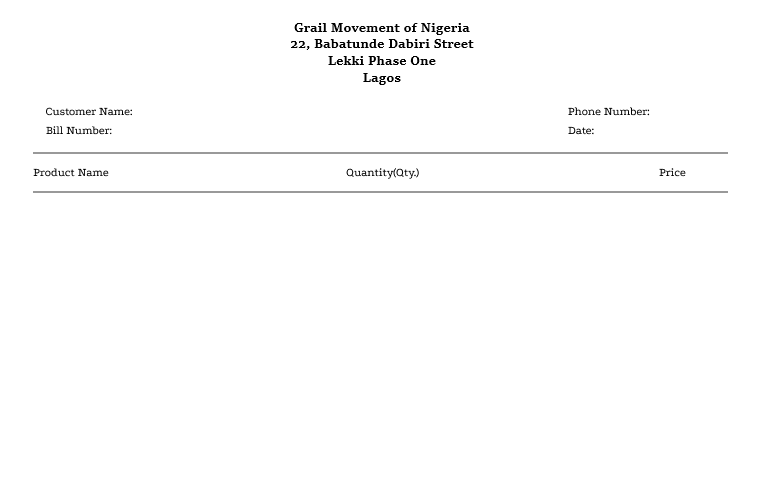 Grail Movement of Nigeria
22, Babatunde Dabiri Street
Lekki Phase One
Lagos
Customer Name: Phone Number:
Bill Number: Date:
Product Name Quantity(Qty.) Price